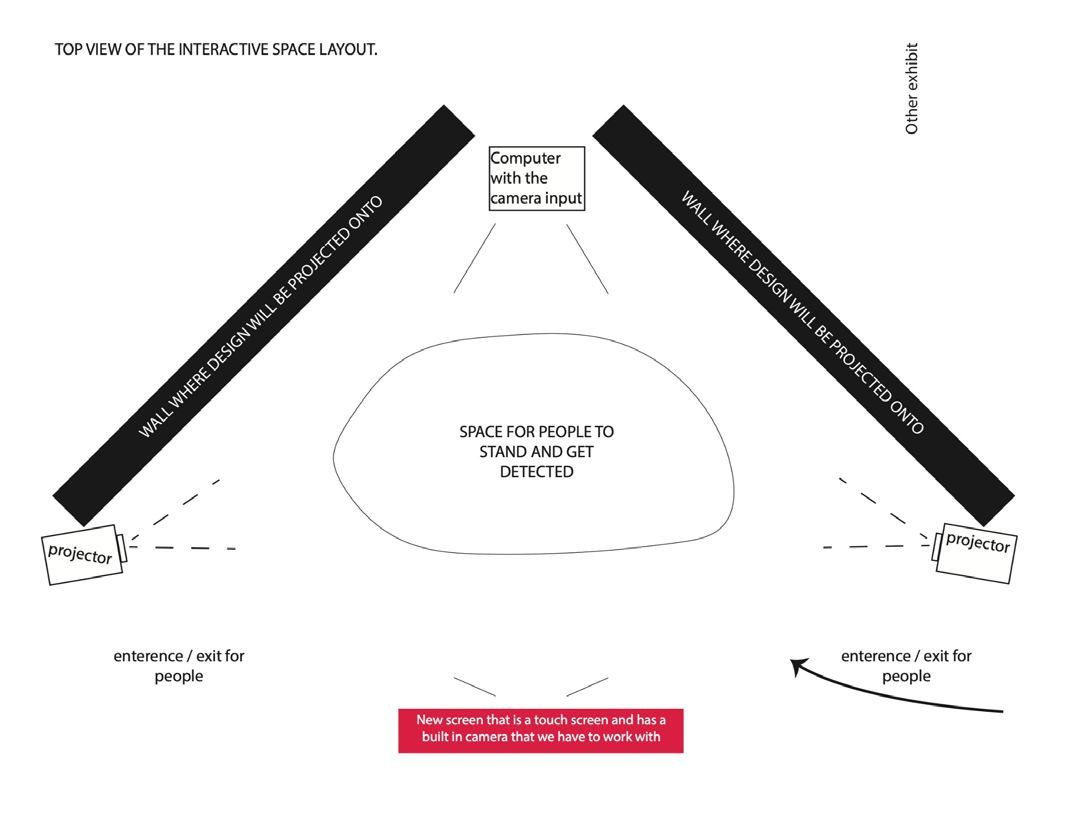 TOP VIEW OF THE INTERACTIVE SPACE LAYOUT.
Other exhibit
Computer
with the
camera input
WALL WHERE DESIGN WILL BE PROJECTED ONTO
WALL WHERE DESIGN WILL BE PROJECTED ONTO
SPACE FOR PEOPLE TO
STAND AND GET
DETECTED
projector
projector
enterence / exit for
people
enterence / exit for
people
New screen that is a touch screen and has a
built in camera that we have to work with